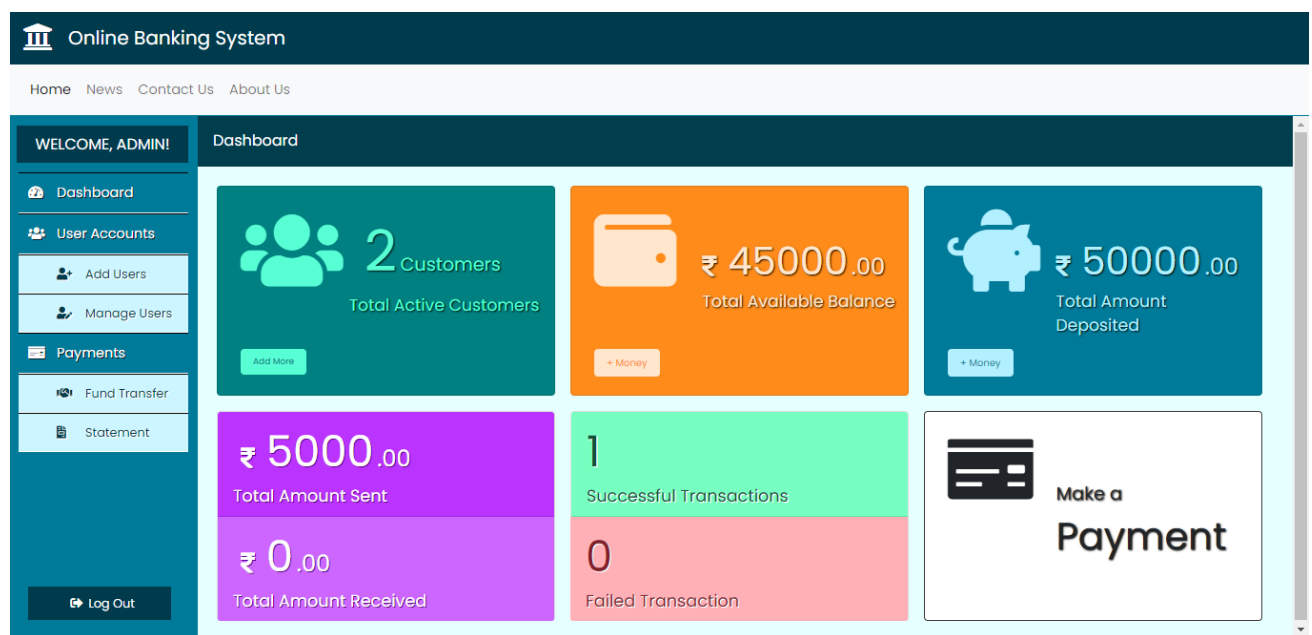 Online Banking System
Home News Contact Us About Us
WELCOME, ADMIN!
Dashboard
User Accounts
Add Users
Manage Users
Payments
Fund Transfer
Statement
Log Out
Dashboard
2 Customers
Total Active Customers
Add More
₹ 45000.00
Total Available Balance
+ Money
₹ 50000.00
Total Amount
Deposited
+ Money
₹ 5000.00
Total Amount Sent
₹ 0.00
Total Amount Received
1
Successful Transactions
0
Failed Transaction
Make a
Payment